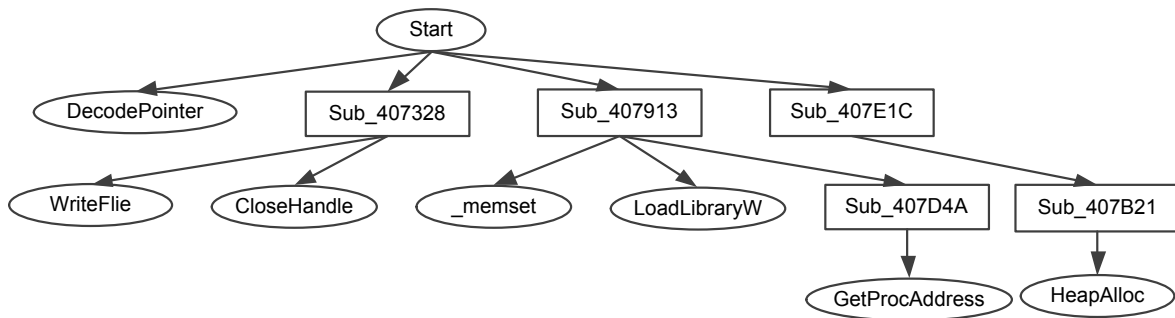 Start
DecodePointer
Sub_407328
Sub_407913
Sub_407E1C
WriteFlie
CloseHandle
_memset
LoadLibraryW
Sub_407D4A
Sub_407B21
GetProcAddress
HeapAlloc